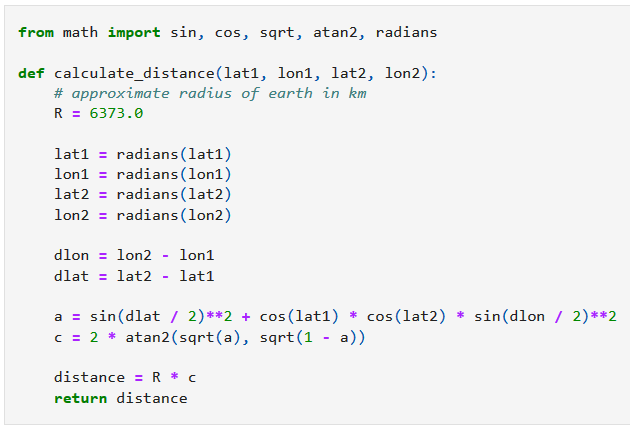 from math import sin, cos, sqrt, atan2, radians
def calculate_distance(lat1, lon1, lat2, lon2):
    # approximate radius of earth in km
    R = 6373.0
    lat1 = radians(lat1)
    lon1 = radians(lon1)
    lat2 = radians(lat2)
    lon2 = radians(lon2)
    dlon = lon2 - lon1
    dlat = lat2 - lat1
    a = sin(dlat / 2)**2 + cos(lat1) * cos(lat2) * sin(dlon / 2)**2
    c = 2 * atan2(sqrt(a), sqrt(1 - a))
    distance = R * c
    return distance